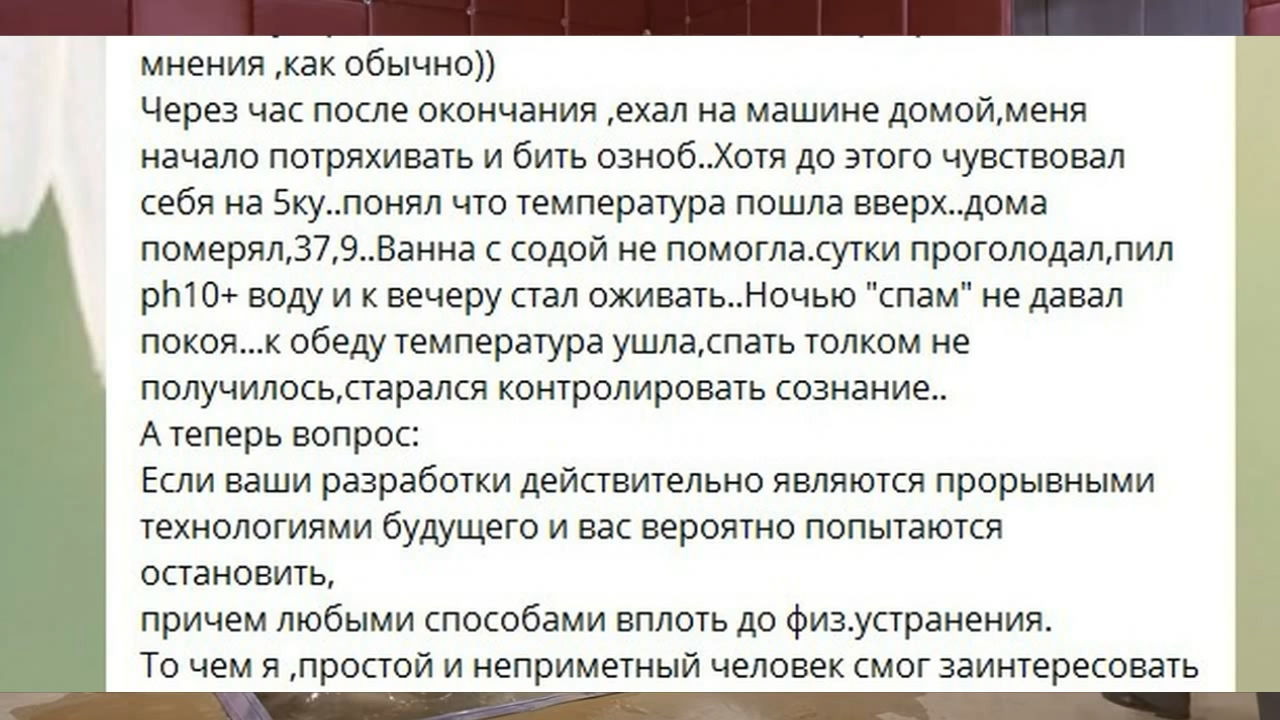 мнения ,как обычно))
Через час после окончания ,ехал на машине домой,меня
начало потряхивать и бить озноб..Хотя до этого чувствовал
себя на 5ку..понял что температура пошла вверх..дома
померял,37,9..Ванна с содой не помогла.сутки проголодал,пил
ph10+ воду и к вечеру стал оживать..Ночью "спам" не давал
покоя...к обеду температура ушла,спать толком не
получилось,старался контролировать сознание..
А теперь вопрос:
Если ваши разработки действительно являются прорывными
технологиями будущего и вас вероятно попытаются
остановить,
причем любыми способами вплоть до физ.устранения.
То чем я ,простой и неприметный человек смог заинтересовать